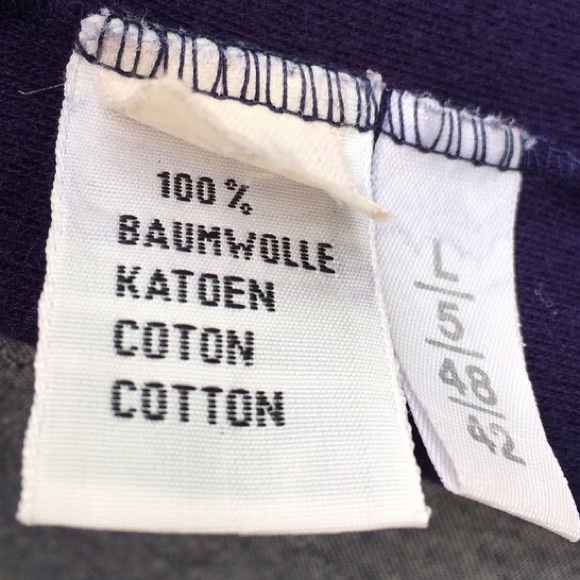 100%
BAUMWOLLE
KATOEN
COTON
COTTON
L/5/48/42